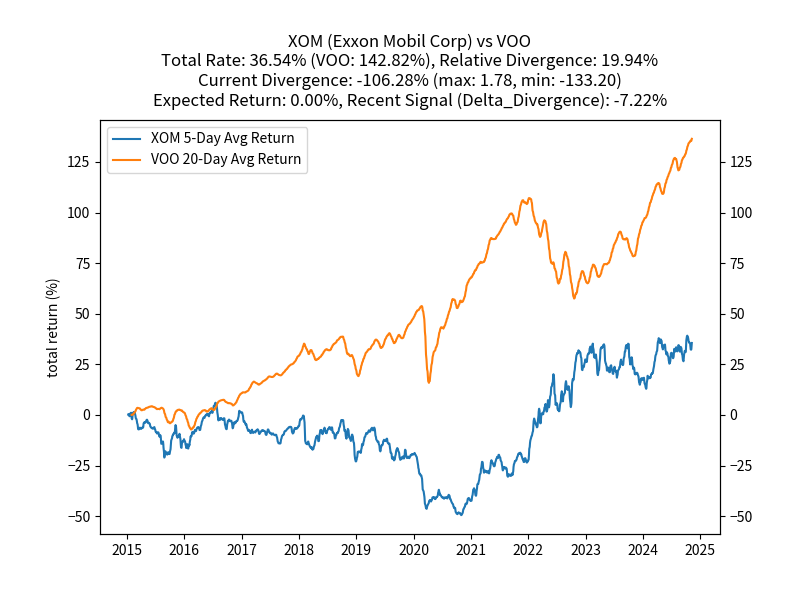 XOM (Exxon Mobil Corp) vs VOO
Total Rate: 36.54% (VOO: 142.82%), Relative Divergence: 19.94%
Current Divergence: -106.28% (max: 1.78, min: -133.20)
Expected Return: 0.00%, Recent Signal (Delta_Divergence): -7.22%
XOM 5-Day Avg Return
VOO 20-Day Avg Return
total return (%)
125
100
75
50
25
0
−25
−50
125
100
75
50
25
0
−25
−50
2015 2016 2017 2018 2019 2020 2021 2022 2023 2024 2025